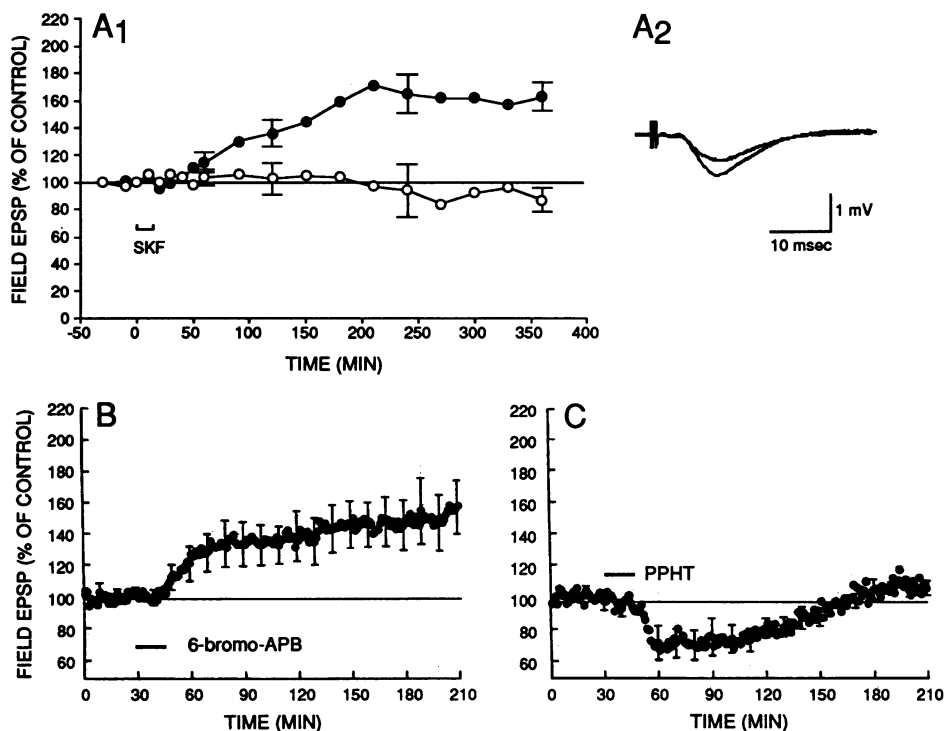 A1
FIELD EPSP (% OF CONTROL)
220
200
180
160
140
120
100
80
60
40
20
0
SKF
-50 0 50 100 150 200 250 300 350 400
TIME (MIN)
A2
1 mV
10 msec
B
FIELD EPSP (% OF CONTROL)
220
200
180
160
140
120
100
80
60
6-bromo-APB
0 30 60 90 120 150 180 210
TIME (MIN)
C
220
200
180
160
140
120
100
80
60
PPHT
0 30 60 90 120 150 180 210
TIME (MIN)